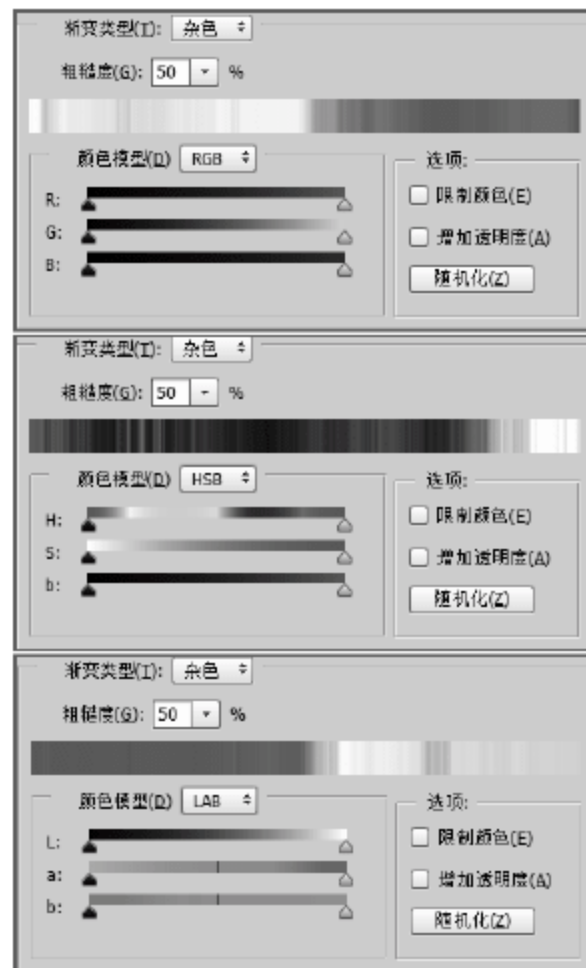 渐变类型(T): 杂色
粗糙度(G): 50 %
颜色模型(D) RGB
选项:
R:
限制颜色(E)
G:
增加透明度(A)
B:
随机化(Z)
渐变类型(T): 杂色
粗糙度(G): 50 %
颜色模型(D) HSB
选项:
H:
限制颜色(E)
S:
增加透明度(A)
b:
随机化(Z)
渐变类型(T): 杂色
粗糙度(G): 50 %
颜色模型(D) LAB
选项:
L:
限制颜色(E)
a:
增加透明度(A)
b:
随机化(Z)